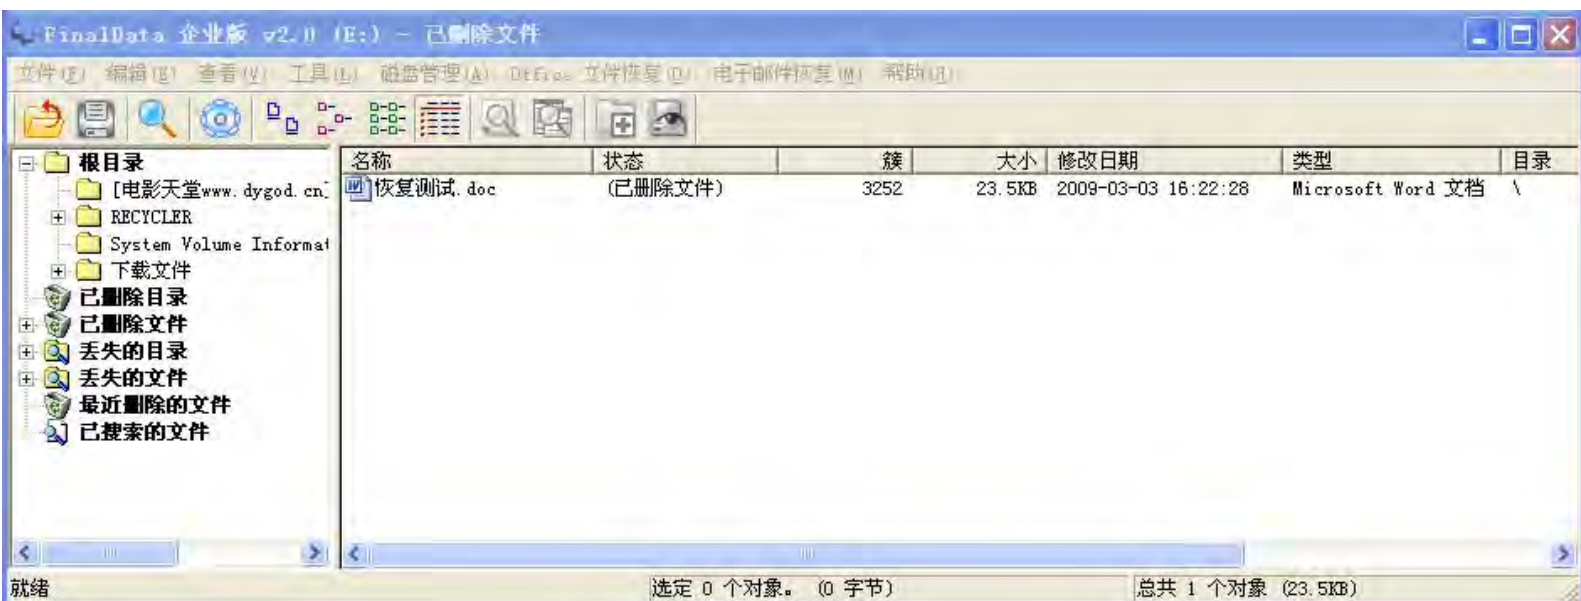 FinalData 企业版 v2.0 (E:) - 已删除文件
文件(F) 编辑(E) 查看(V) 工具(L) 磁盘管理(A) Office 文件恢复(O) 电子邮件恢复(M) 帮助(H)
名称 状态 簇 大小 修改日期 类型 目录
恢复测试.doc (已删除文件) 3252 23.5KB 2009-03-03 16:22:28 Microsoft Word 文档 \
根目录
[电影天堂www.dygod.cn]
RECYCLER
System Volume Informat
下载文件
已删除目录
已删除文件
丢失的目录
丢失的文件
最近删除的文件
已搜索的文件
就绪 选定 0 个对象。 (0 字节) 总共 1 个对象 (23.5KB)